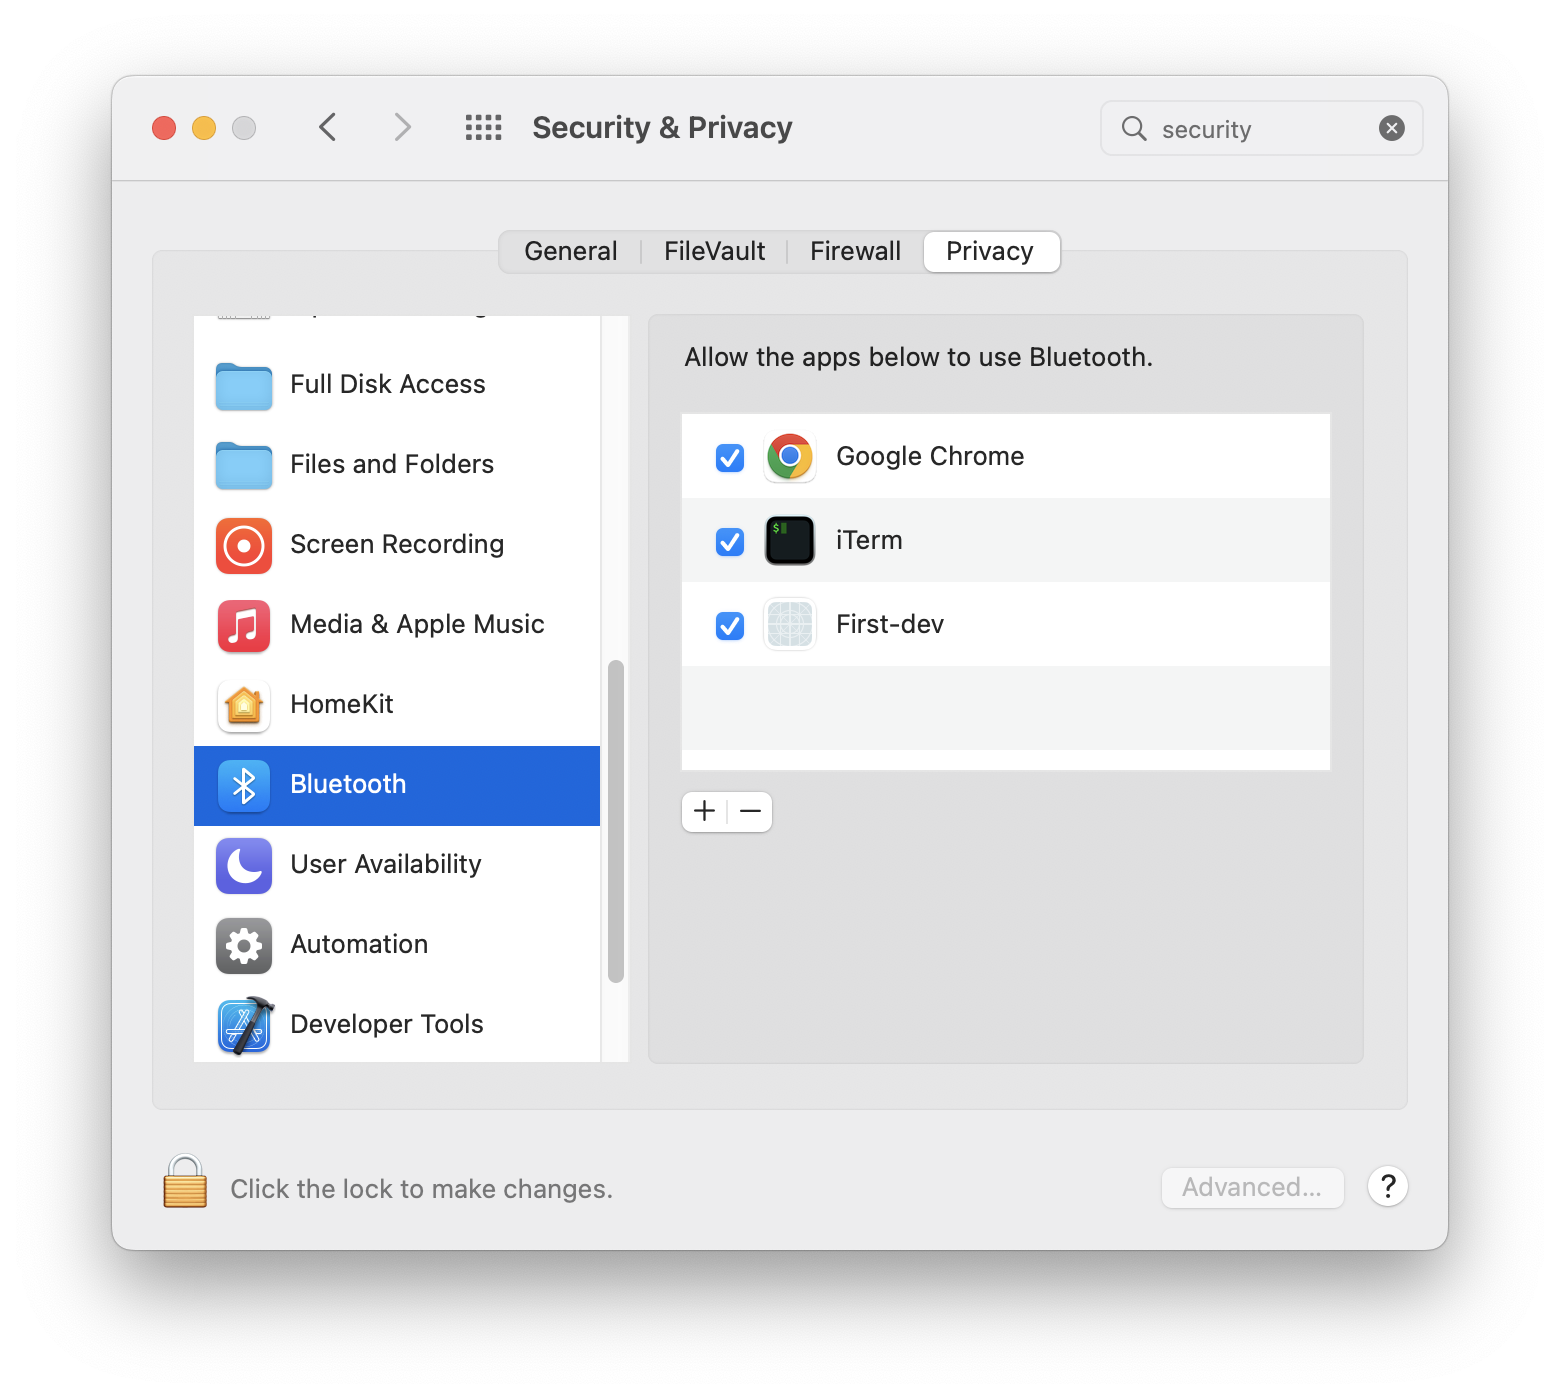 Security & Privacy
security
General
FileVault
Firewall
Privacy
Full Disk Access
Files and Folders
Screen Recording
Media & Apple Music
HomeKit
Bluetooth
User Availability
Automation
Developer Tools
Allow the apps below to use Bluetooth.
Google Chrome
$
iTerm
First-dev
Click the lock to make changes.
Advanced...
?